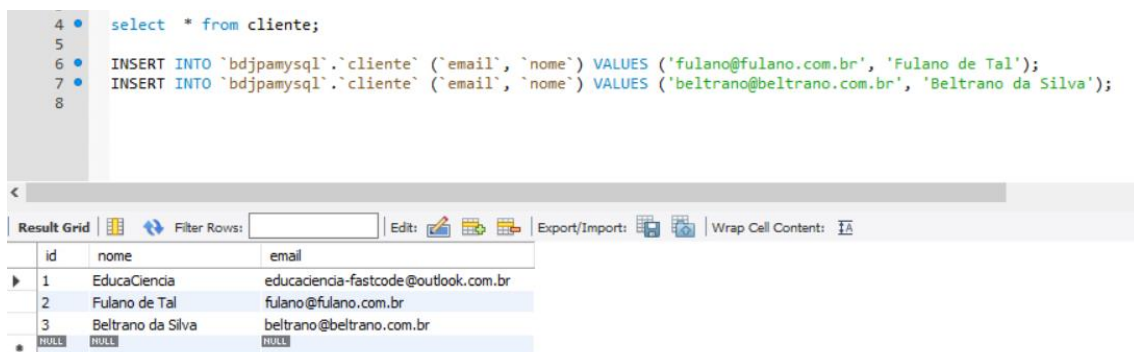 4 select * from cliente;
5
6 INSERT INTO `bdjpamysql`.`cliente` (`email`, `nome`) VALUES ('fulano@fulano.com.br', 'Fulano de Tal');
7 INSERT INTO `bdjpamysql`.`cliente` (`email`, `nome`) VALUES ('beltrano@beltrano.com.br', 'Beltrano da Silva');
8
Result Grid Filter Rows: Edit: Export/Import: Wrap Cell Content: IA
id nome email
1 EducaCiencia educaciencia-fastcode@outlook.com.br
2 Fulano de Tal fulano@fulano.com.br
3 Beltrano da Silva beltrano@beltrano.com.br
NULL NULL NULL